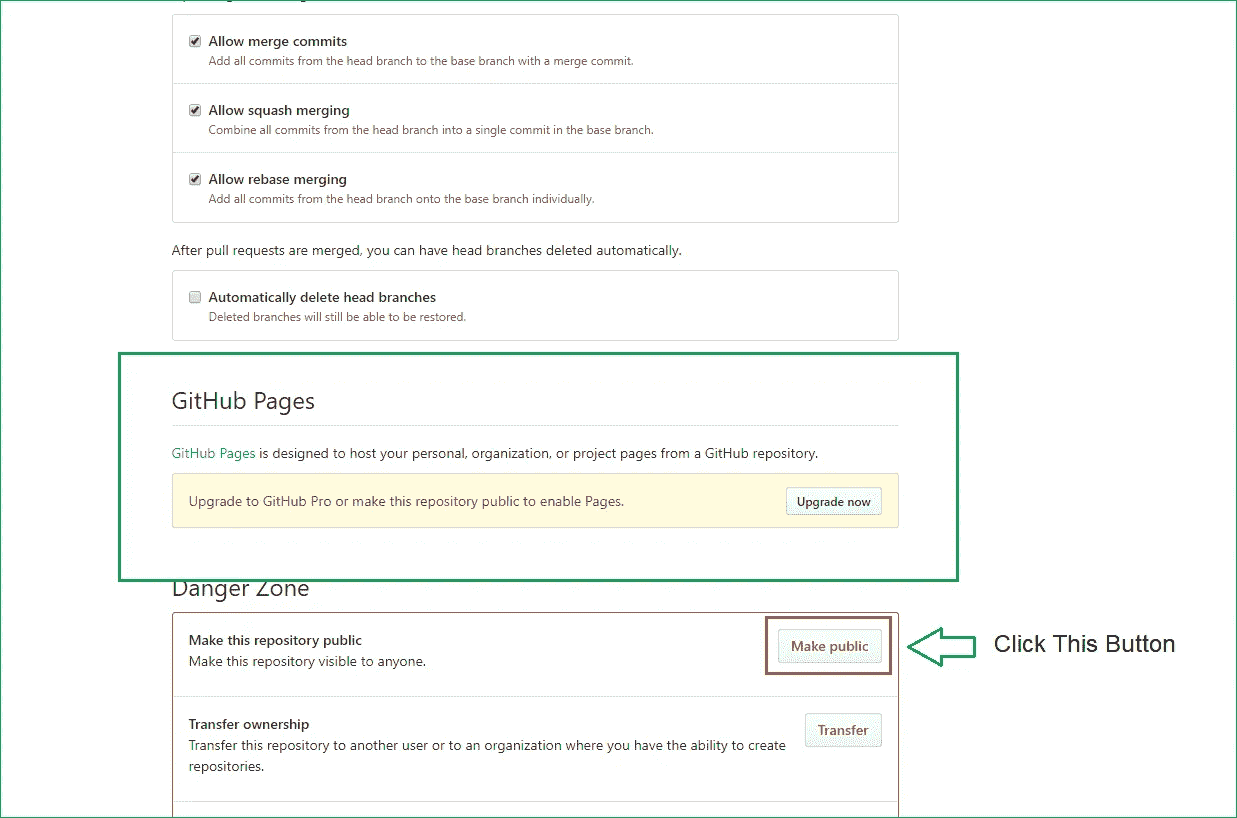 Allow merge commits
Add all commits from the head branch to the base branch with a merge commit.
Allow squash merging
Combine all commits from the head branch into a single commit in the base branch.
Allow rebase merging
Add all commits from the head branch onto the base branch individually.
After pull requests are merged, you can have head branches deleted automatically.
Automatically delete head branches
Deleted branches will still be able to be restored.
GitHub Pages
GitHub Pages is designed to host your personal, organization, or project pages from a GitHub repository.
Upgrade to GitHub Pro or make this repository public to enable Pages.
Upgrade now
Danger Zone
Make this repository public
Make this repository visible to anyone.
Make public
Click This Button
Transfer ownership
Transfer this repository to another user or to an organization where you have the ability to create
repositories.
Transfer